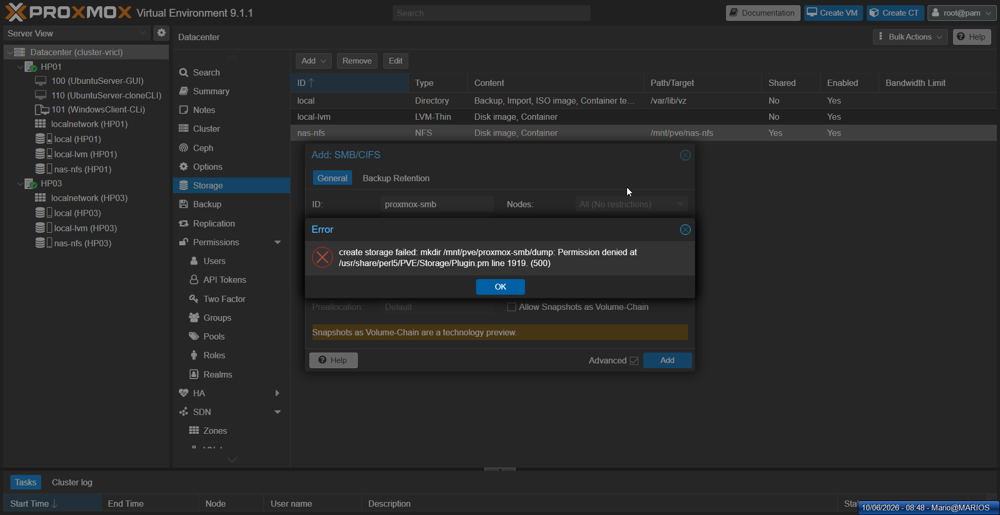 PROXMOX Virtual Environment 9.1.1
Search
Documentation
Create VM
Create CT
root@pam
Server View
Datacenter (cluster-vricl)
HP01
100 (UbuntuServer-GUI)
110 (UbuntuServer-cloneCLI)
101 (WindowsClient-CLi)
localnetwork (HP01)
local (HP01)
local-lvm (HP01)
nas-nfs (HP01)
HP03
localnetwork (HP03)
local (HP03)
local-lvm (HP03)
nas-nfs (HP03)
Datacenter
Bulk Actions
Help
Search
Summary
Notes
Cluster
Ceph
Options
Storage
Backup
Replication
Permissions
Users
API Tokens
Two Factor
Groups
Pools
Roles
Realms
HA
SDN
Zones
Add
Remove
Edit
ID Type Content Path/Target Shared Enabled Bandwidth Limit
local Directory Backup, Import, ISO image, Container te... /var/lib/vz No Yes
local-lvm LVM-Thin Disk image, Container No Yes
nas-nfs NFS Disk image, Container /mnt/pve/nas-nfs Yes Yes
Add: SMB/CIFS
General
Backup Retention
ID: proxmox-smb Nodes: All (No restrictions)
Error
create storage failed: mkdir /mnt/pve/proxmox-smb/dump: Permission denied at
/usr/share/perl5/PVE/Storage/Plugin.pm line 1919. (500)
OK
Preallocation: Default Allow Snapshots as Volume-Chain
Snapshots as Volume-Chain are a technology preview.
Help
Advanced
Add
Tasks
Cluster log
Start Time End Time Node User name Description
10/06/2026 - 08:48 - Mario@MARIOS